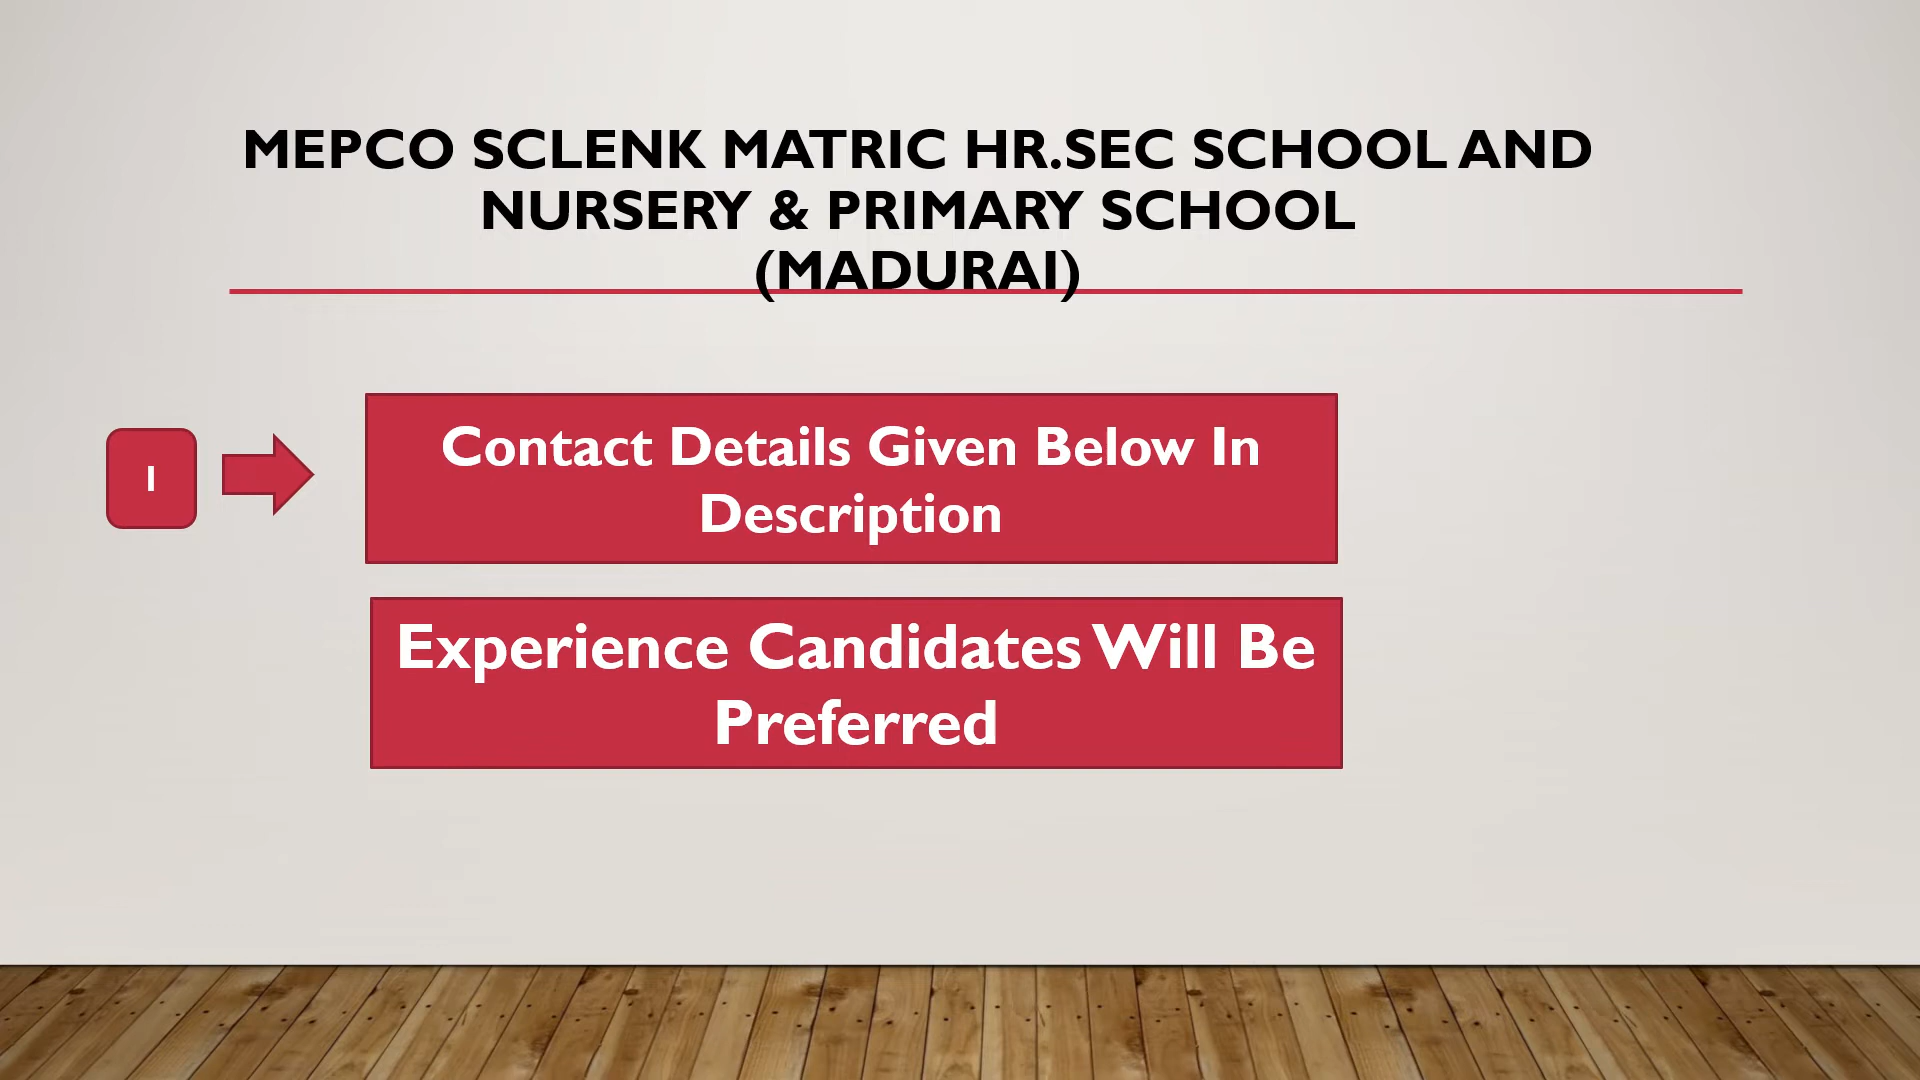 MEPCO SCLENK MATRIC HR.SEC SCHOOL AND
NURSERY & PRIMARY SCHOOL
(MADURAI)
1
Contact Details Given Below In
Description
Experience Candidates Will Be
Preferred